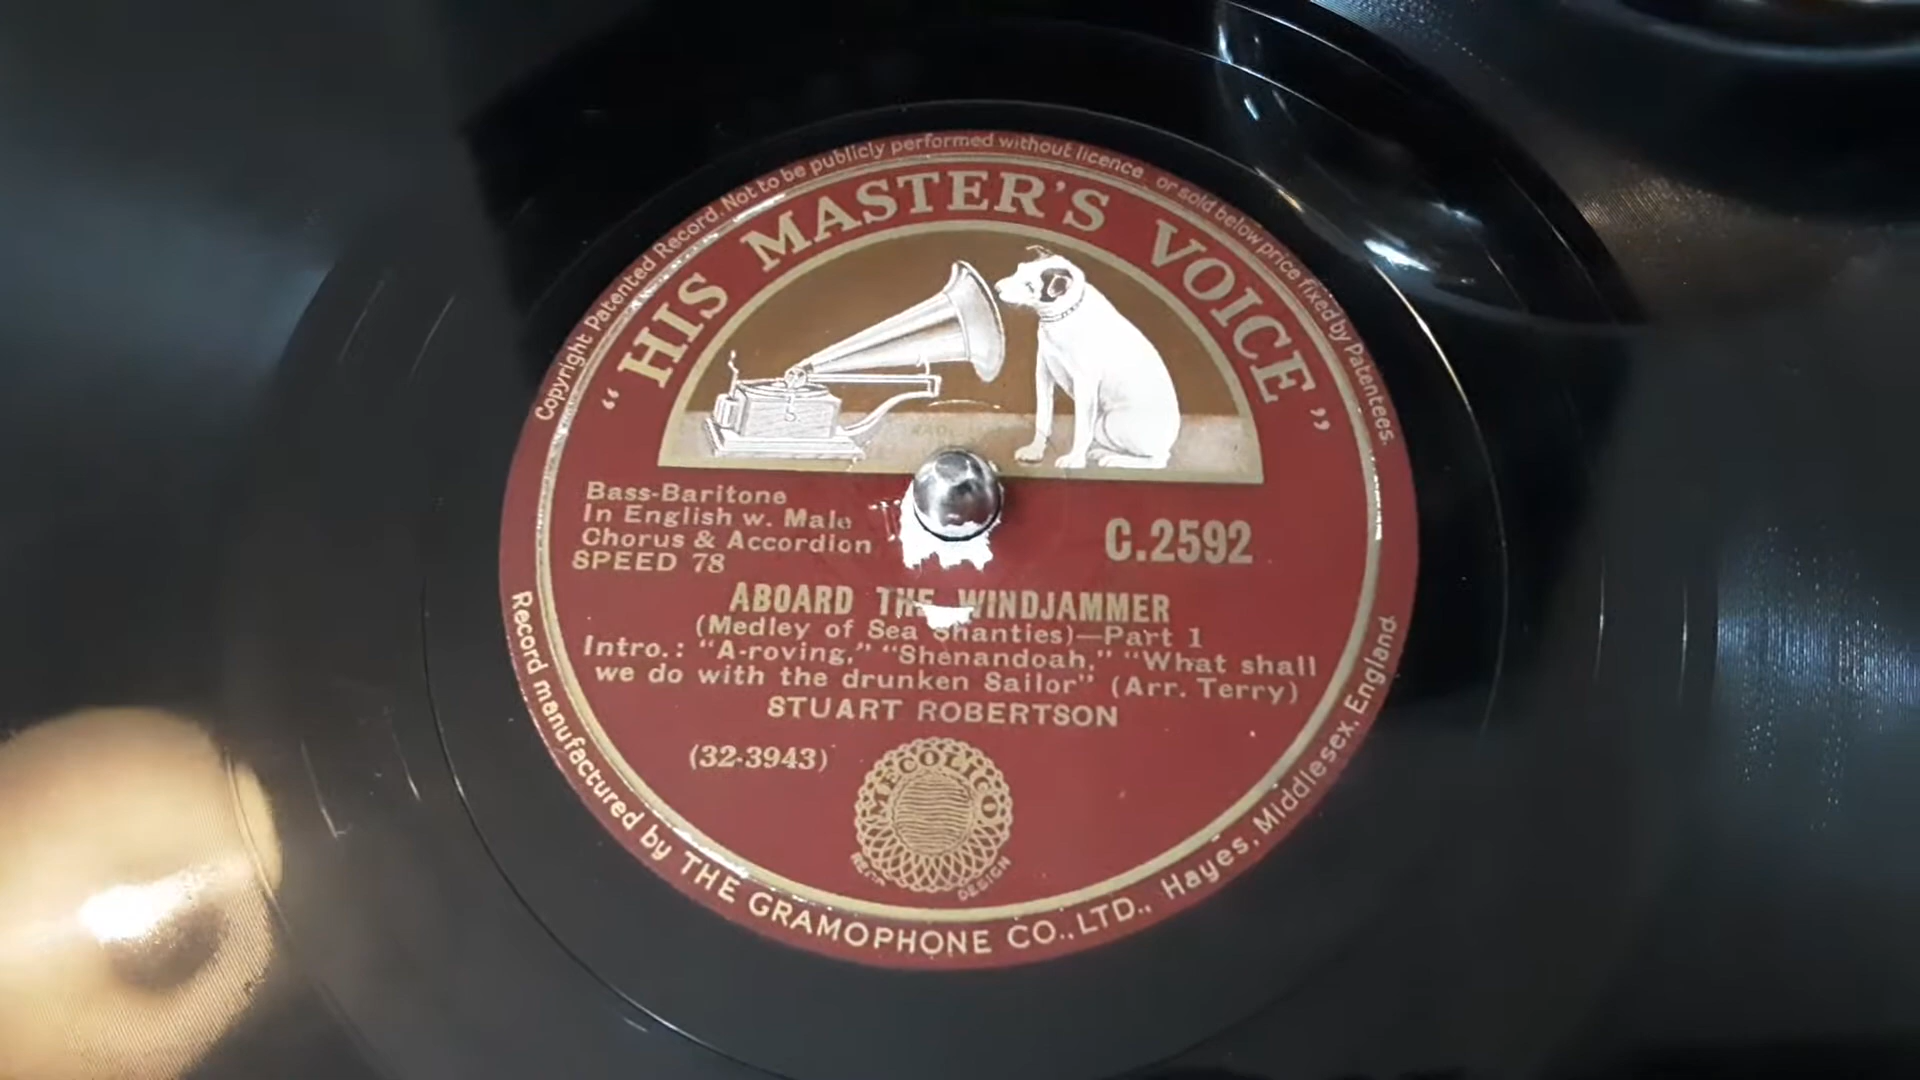 Copyright Patented Record. Not to be publicly performed without licence, or sold below price fixed by Patentees.
"HIS MASTER'S VOICE"
Bass-Baritone
In English w. Male
Chorus & Accordion
SPEED 78
C.2592
ABOARD THE WINDJAMMER
(Medley of Sea Shanties)—Part 1
Intro.: "A-roving," "Shenandoah," "What shall
we do with the drunken Sailor" (Arr. Terry)
STUART ROBERTSON
(32-3943)
MECOLICO
REGD. DESIGN
Record manufactured by THE GRAMOPHONE CO., LTD., Hayes, Middlesex, England.